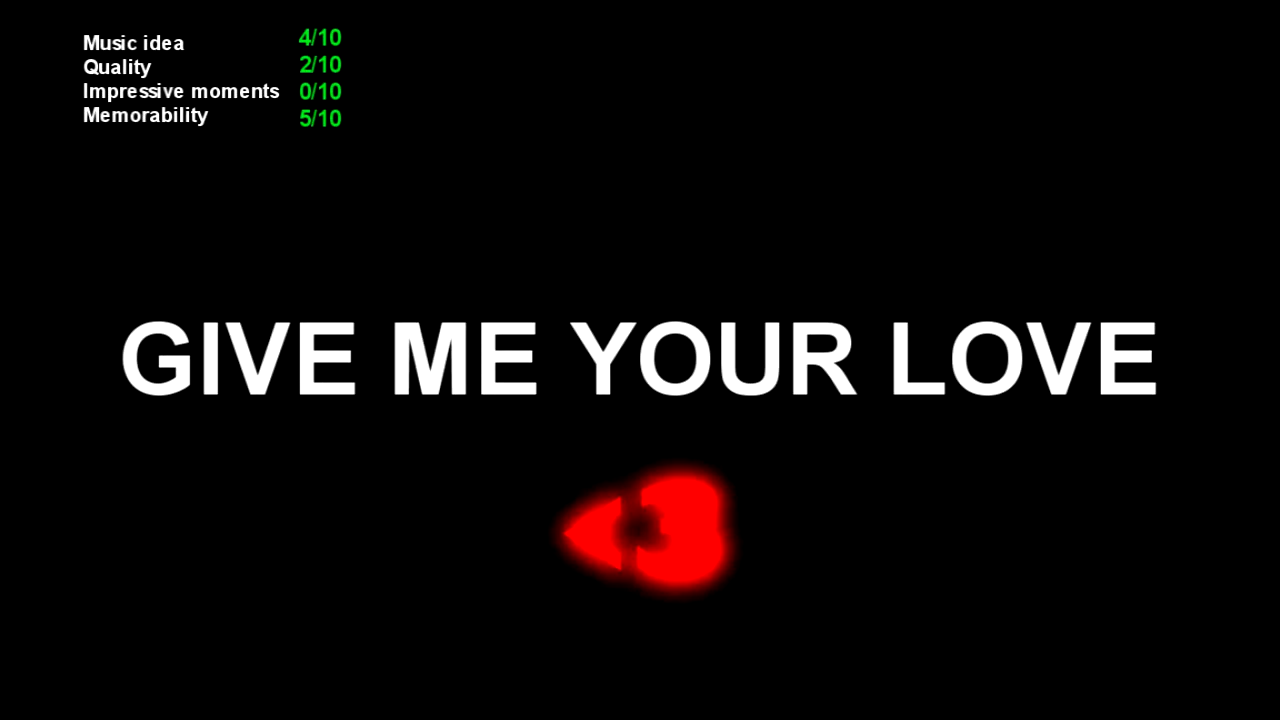 Music idea 4/10
Quality 2/10
Impressive moments 0/10
Memorability 5/10
GIVE ME YOUR LOVE
<3